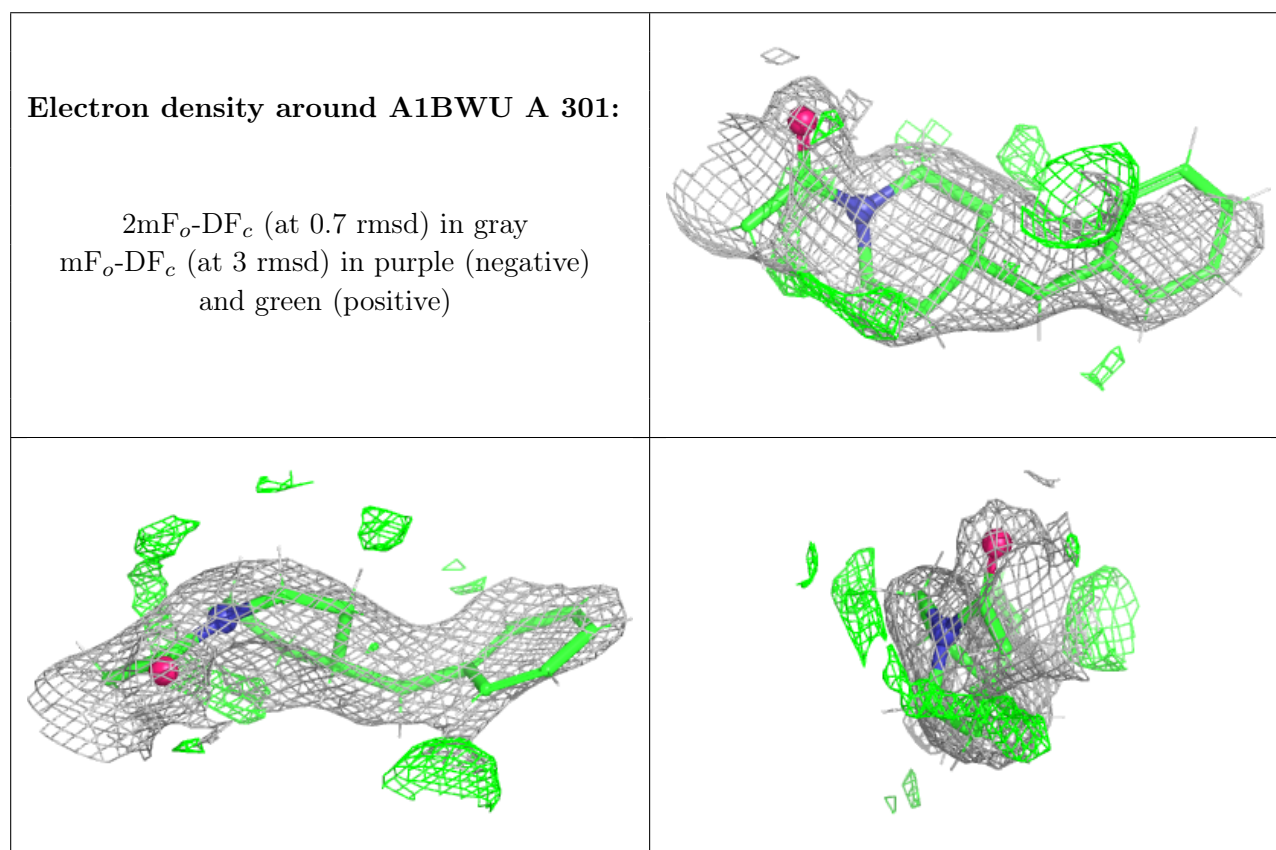 Electron density around A1BWU A 301:
2mFo-DFc (at 0.7 rmsd) in gray
mFo-DFc (at 3 rmsd) in purple (negative)
and green (positive)